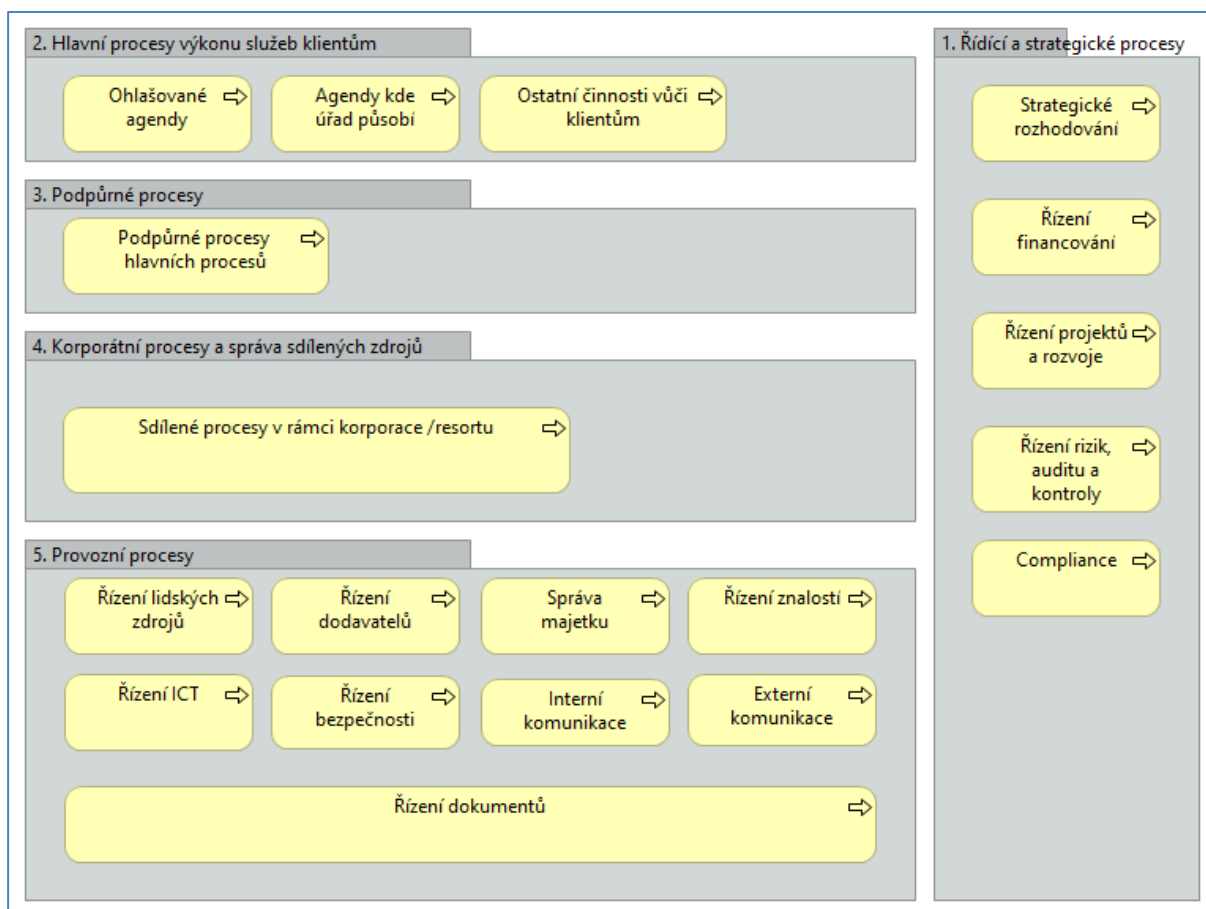 2. Hlavní procesy výkonu služeb klientům
Ohlašované
agendy
Agendy kde
úřad působí
Ostatní činnosti vůči
klientům
3. Podpůrné procesy
Podpůrné procesy
hlavních procesů
4. Korporátní procesy a správa sdílených zdrojů
Sdílené procesy v rámci korporace /resortu
5. Provozní procesy
Řízení lidských
zdrojů
Řízení
dodavatelů
Správa
majetku
Řízení znalostí
Řízení ICT
Řízení
bezpečnosti
Interní
komunikace
Externí
komunikace
Řízení dokumentů
1. Řídící a strategické procesy
Strategické
rozhodování
Řízení
financování
Řízení projektů
a rozvoje
Řízení rizik,
auditu a
kontroly
Compliance